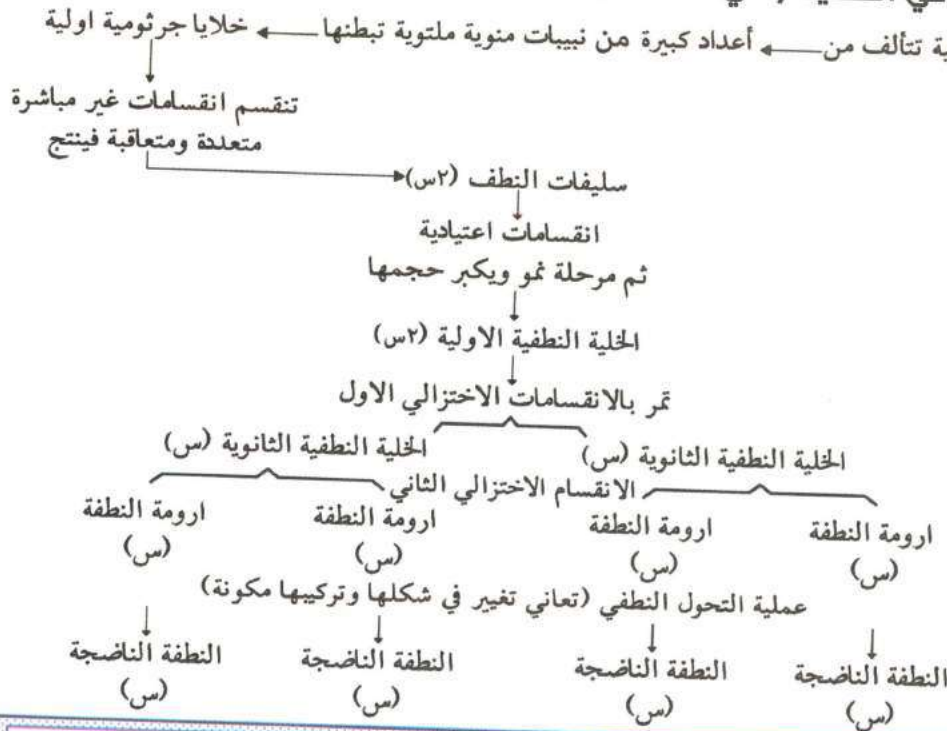 تتألف من أعداد كبيرة من نبيبات منوية ملتوية تبطنها خلايا جرثومية اولية
تنقسم انقسامات غير مباشرة
متعددة ومتعاقبة فينتج
سليفات النطف (٢س)
انقسامات اعتيادية
ثم مرحلة نمو ويكبر حجمها
الخلية النطفية الاولية (٢س)
تمر بالانقسامات الاختزالي الاول
الخلية النطفية الثانوية (س) الخلية النطفية الثانوية (س)
الانقسام الاختزالي الثاني
ارومة النطفة ارومة النطفة ارومة النطفة ارومة النطفة
(س) (س) (س) (س)
عملية التحول النطفي (تعاني تغيير في شكلها وتركيبها مكونة)
النطفة الناضجة النطفة الناضجة النطفة الناضجة النطفة الناضجة
(س) (س) (س) (س)